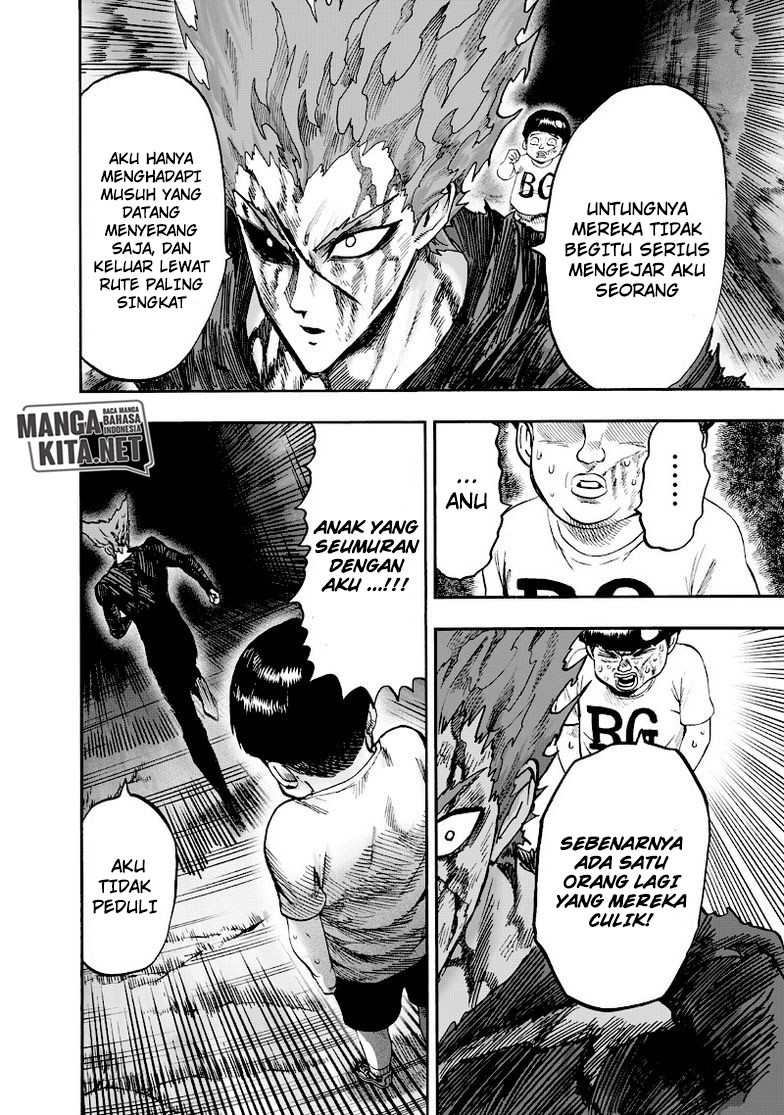 UNTUNGNYA
MEREKA TIDAK
BEGITU SERIUS
MENGEJAR AKU
SEORANG
BG
AKU HANYA
MENGHADAPI
MUSUH YANG
DATANG
MENYERANG
SAJA, DAN
KELUAR LEWAT
RUTE PALING
SINGKAT
MANGA
KITA.NET
BACA MANGA
BAHASA
INDONESIA
......
...
ANU
BG
BG
SEBENARNYA
ADA SATU
ORANG LAGI
YANG MEREKA
CULIK!
ANAK YANG
SEUMURAN
DENGAN
AKU ...!!!
AKU
TIDAK
PEDULI